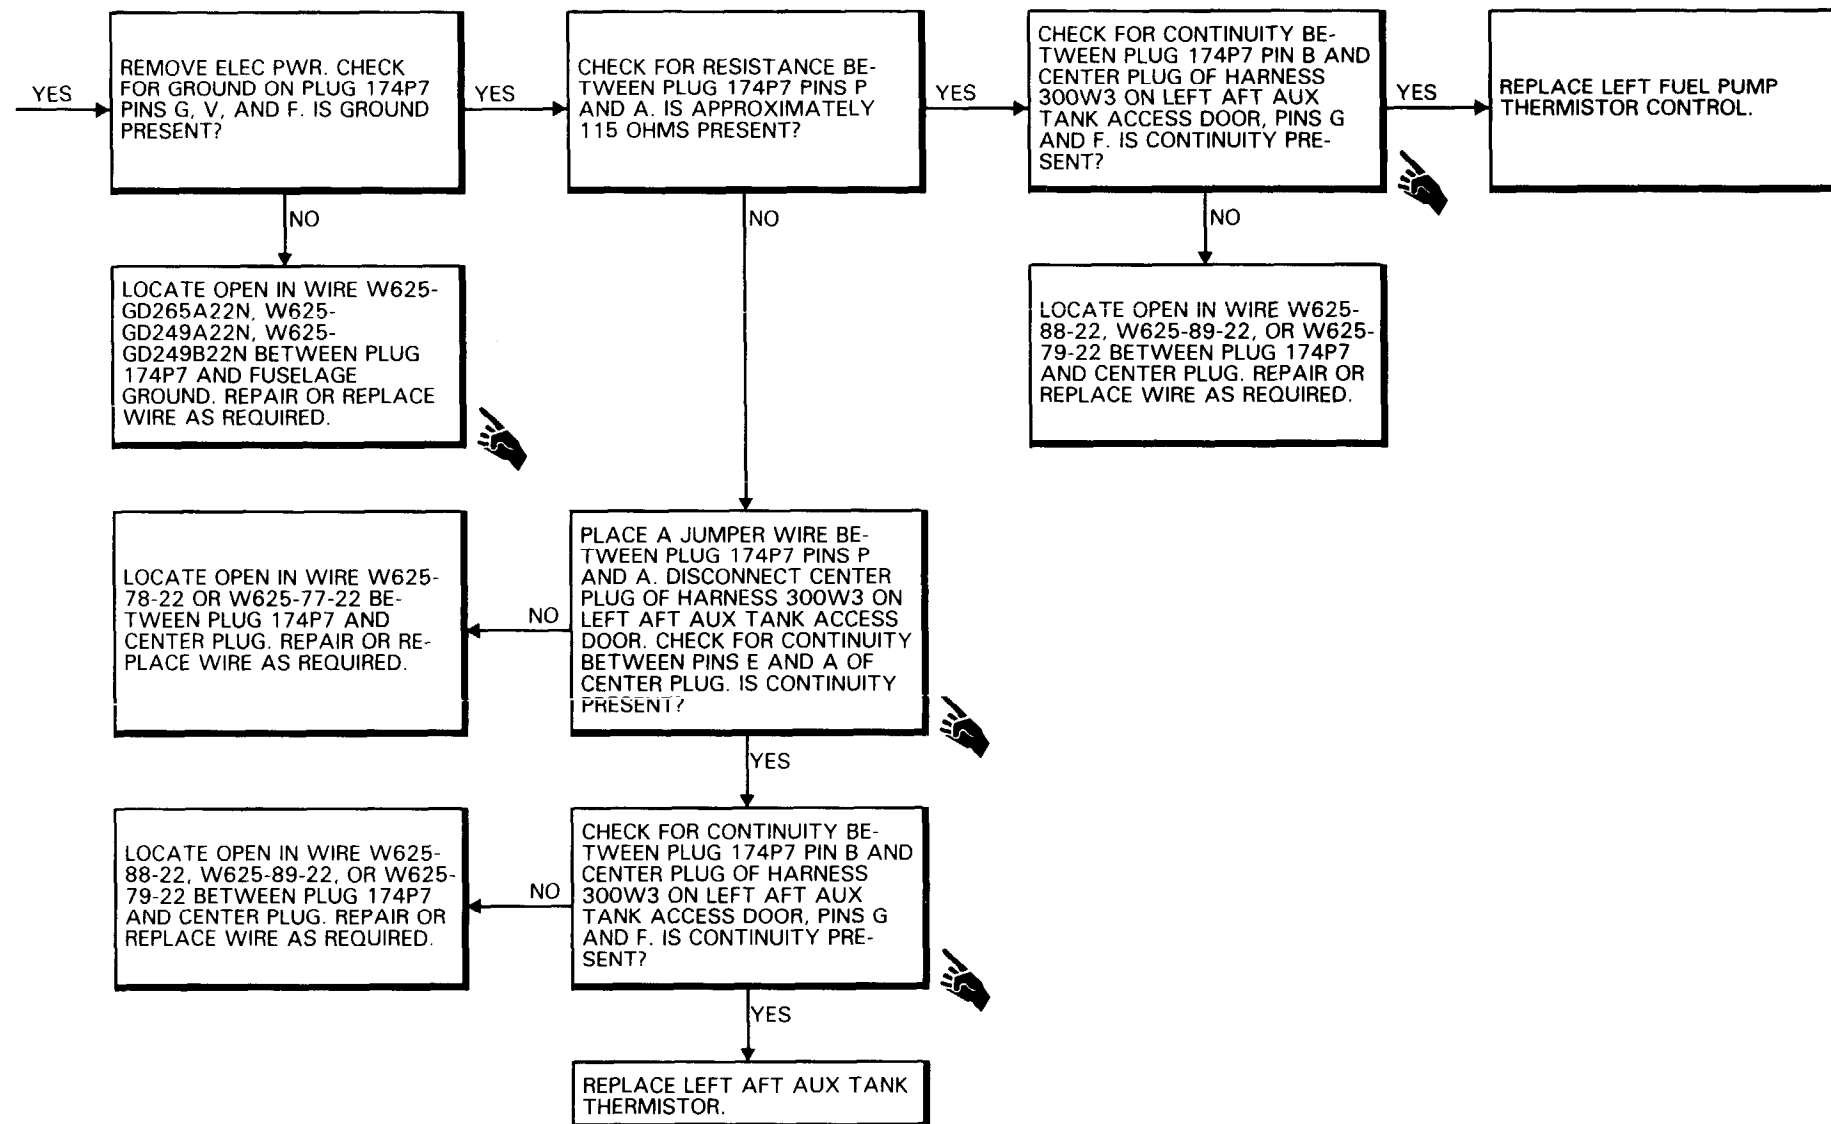 YES
REMOVE ELEC PWR. CHECK
FOR GROUND ON PLUG 174P7
PINS G, V, AND F. IS GROUND
PRESENT?
YES
CHECK FOR RESISTANCE BE-
TWEEN PLUG 174P7 PINS P
AND A. IS APPROXIMATELY
115 OHMS PRESENT?
YES
CHECK FOR CONTINUITY BE-
TWEEN PLUG 174P7 PIN B AND
CENTER PLUG OF HARNESS
300W3 ON LEFT AFT AUX
TANK ACCESS DOOR, PINS G
AND F. IS CONTINUITY PRE-
SENT?
YES
REPLACE LEFT FUEL PUMP
THERMISTOR CONTROL.
NO
NO
NO
LOCATE OPEN IN WIRE W625-
GD265A22N, W625-
GD249A22N, W625-
GD249B22N BETWEEN PLUG
174P7 AND FUSELAGE
GROUND. REPAIR OR REPLACE
WIRE AS REQUIRED.
LOCATE OPEN IN WIRE W625-
88-22, W625-89-22, OR W625-
79-22 BETWEEN PLUG 174P7
AND CENTER PLUG. REPAIR OR
REPLACE WIRE AS REQUIRED.
PLACE A JUMPER WIRE BE-
TWEEN PLUG 174P7 PINS P
AND A. DISCONNECT CENTER
PLUG OF HARNESS 300W3 ON
LEFT AFT AUX TANK ACCESS
DOOR. CHECK FOR CONTINUITY
BETWEEN PINS E AND A OF
CENTER PLUG. IS CONTINUITY
PRESENT?
NO
LOCATE OPEN IN WIRE W625-
78-22 OR W625-77-22 BE-
TWEEN PLUG 174P7 AND
CENTER PLUG. REPAIR OR RE-
PLACE WIRE AS REQUIRED.
YES
CHECK FOR CONTINUITY BE-
TWEEN PLUG 174P7 PIN B AND
CENTER PLUG OF HARNESS
300W3 ON LEFT AFT AUX
TANK ACCESS DOOR, PINS G
AND F. IS CONTINUITY PRE-
SENT?
NO
LOCATE OPEN IN WIRE W625-
88-22, W625-89-22, OR W625-
79-22 BETWEEN PLUG 174P7
AND CENTER PLUG. REPAIR OR
REPLACE WIRE AS REQUIRED.
YES
REPLACE LEFT AFT AUX TANK
THERMISTOR.